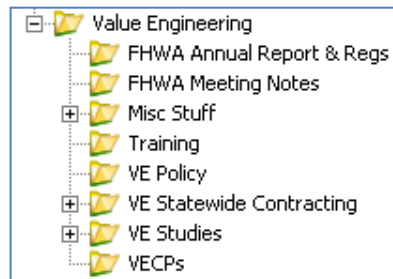 Value Engineering
FHWA Annual Report & Regs
FHWA Meeting Notes
Misc Stuff
Training
VE Policy
VE Statewide Contracting
VE Studies
VECPs